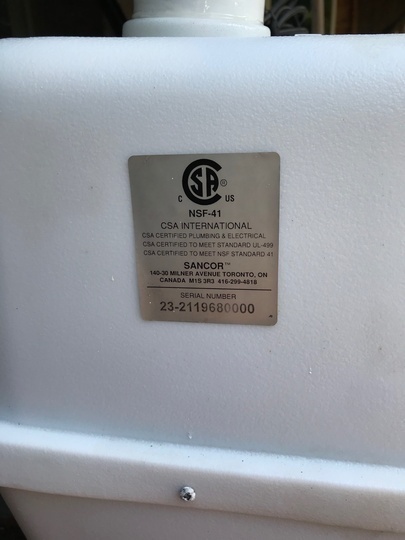 CSA®
C US
NSF-41
CSA INTERNATIONAL
CSA CERTIFIED PLUMBING & ELECTRICAL
CSA CERTIFIED TO MEET STANDARD UL-499
CSA CERTIFIED TO MEET NSF STANDARD 41
SANCOR™
140-30 MILNER AVENUE TORONTO, ON
CANADA M1S 3R3 416-299-4818
SERIAL NUMBER
23-2119680000